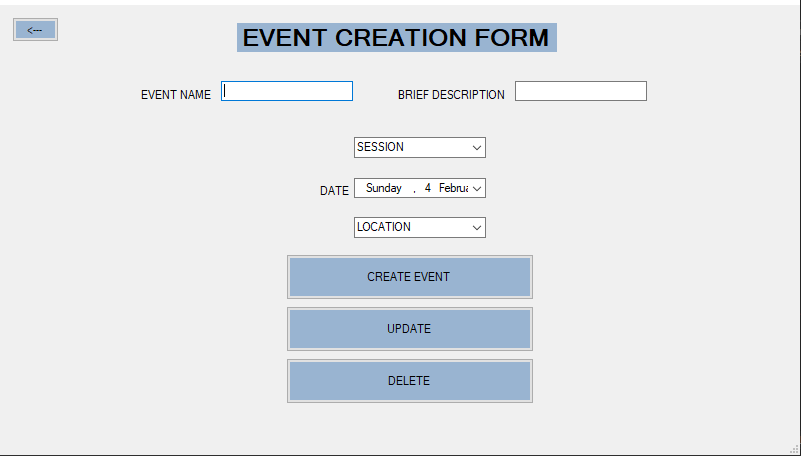 <---
EVENT CREATION FORM
EVENT NAME
BRIEF DESCRIPTION
SESSION
DATE Sunday , 4 Februa
LOCATION
CREATE EVENT
UPDATE
DELETE